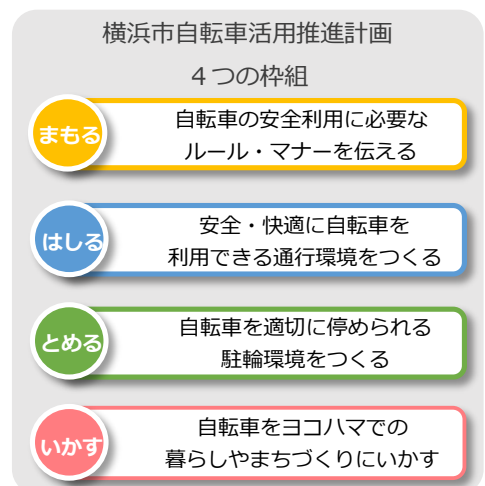 横浜市自転車活用推進計画
4つの枠組
まもる
自転車の安全利用に必要な
ルール・マナーを伝える
はしる
安全・快適に自転車を
利用できる通行環境をつくる
とめる
自転車を適切に停められる
駐輪環境をつくる
いかす
自転車をヨコハマでの
暮らしやまちづくりにいかす